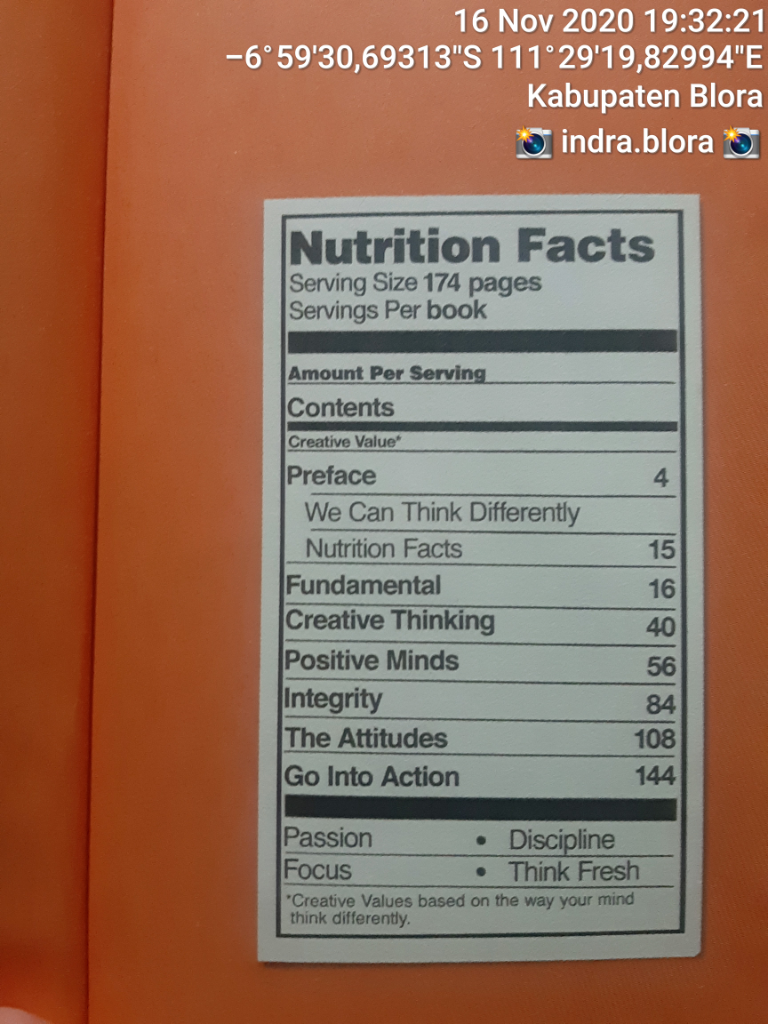 16 Nov 2020 19:32:21
−6°59'30,69313"S 111°29'19,82994"E
Kabupaten Blora
indra.blora
Nutrition Facts
Serving Size 174 pages
Servings Per book
Amount Per Serving
Contents
Creative Value*
Preface 4
We Can Think Differently
Nutrition Facts 15
Fundamental 16
Creative Thinking 40
Positive Minds 56
Integrity 84
The Attitudes 108
Go Into Action 144
Passion • Discipline
Focus • Think Fresh
*Creative Values based on the way your mind
think differently.